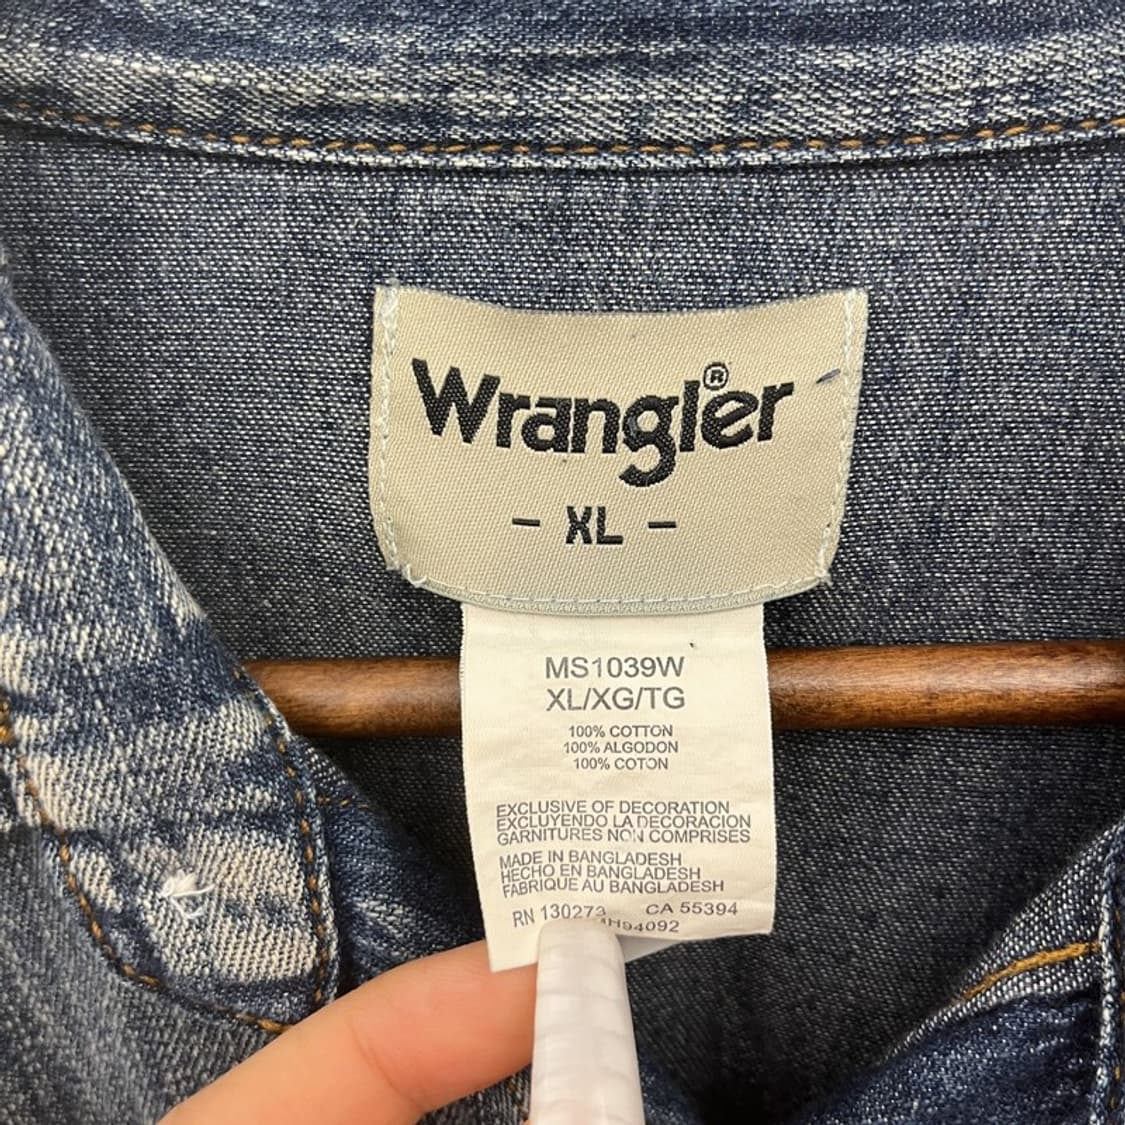 Wrangler®
- XL -
MS1039W
XL/XG/TG
100% COTTON
100% ALGODON
100% COTON
EXCLUSIVE OF DECORATION
EXCLUYENDO LA DECORACION
GARNITURES NON COMPRISES
MADE IN BANGLADESH
HECHO EN BANGLADESH
FABRIQUE AU BANGLADESH
RN 130273 CA 55394